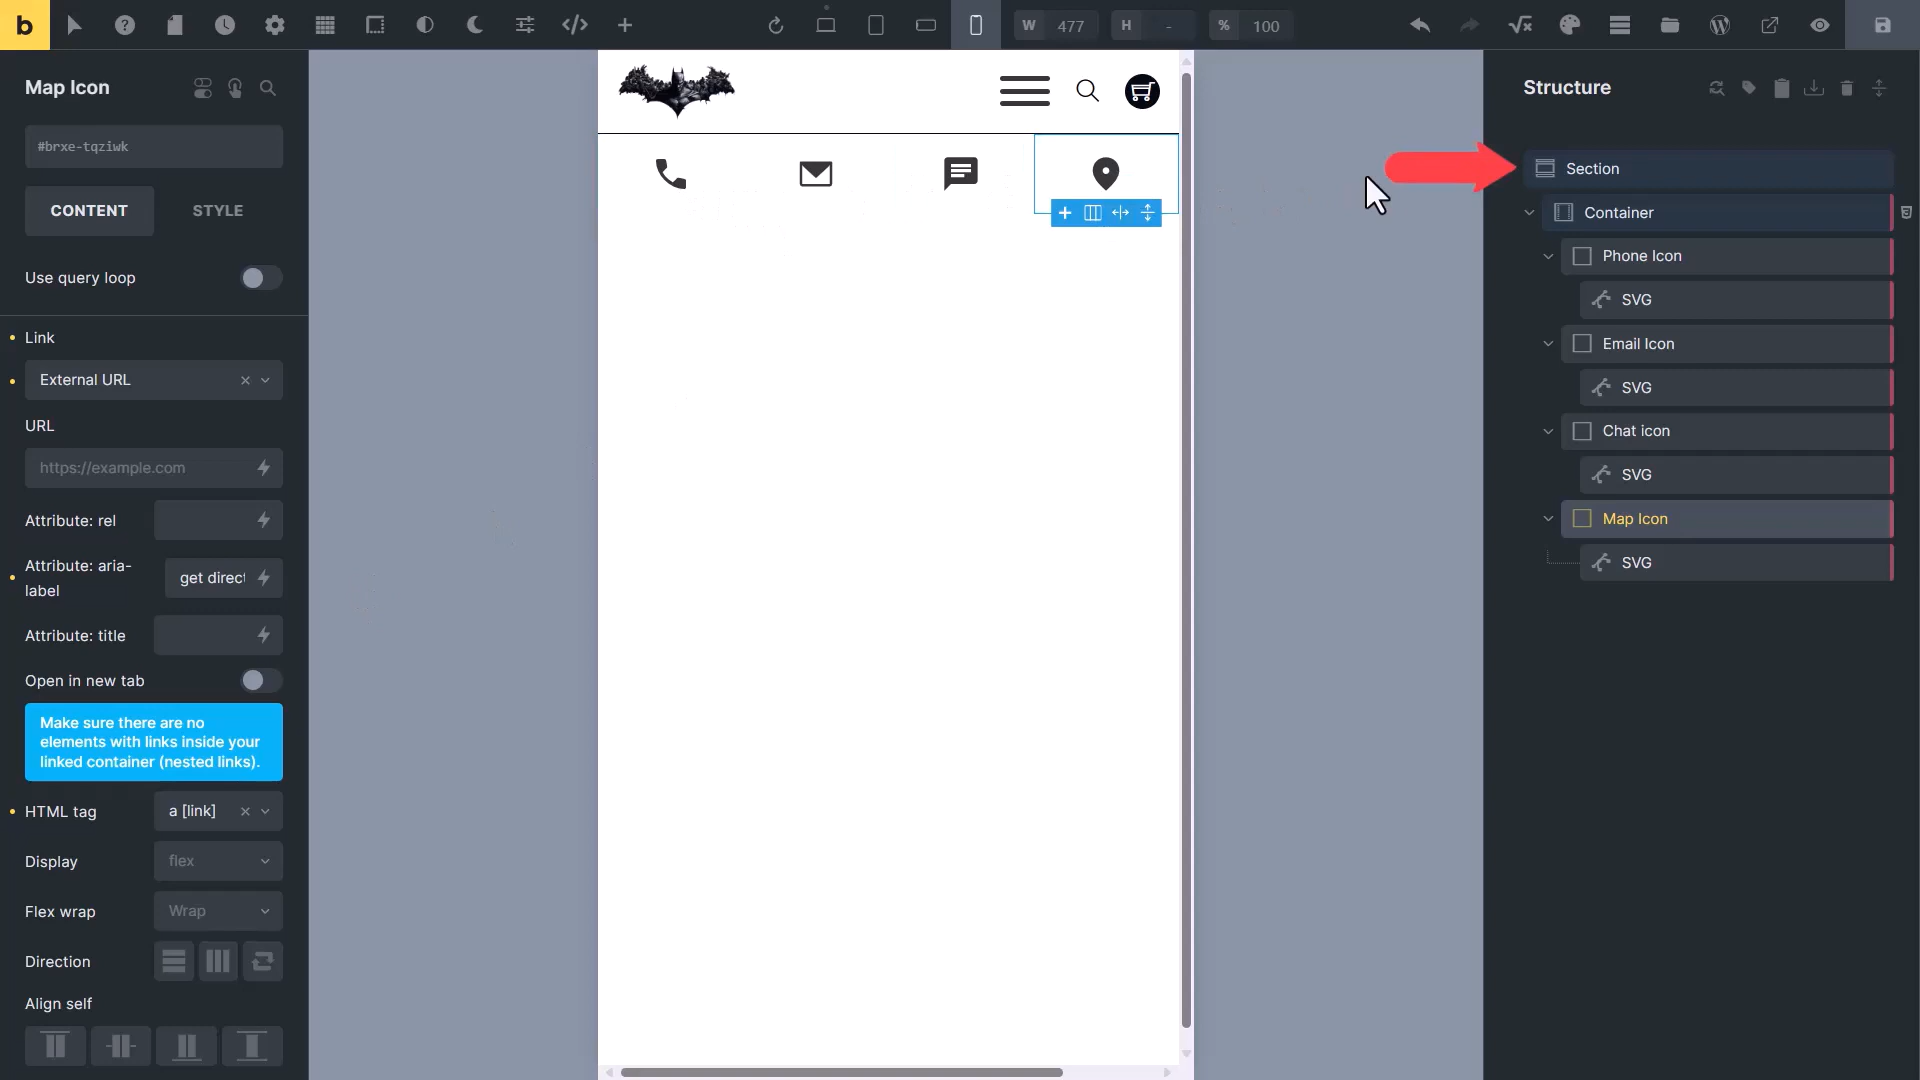 b
W 477 H - % 100
Map Icon
#brxe-tqziwk
CONTENT STYLE
Use query loop
Link
External URL
URL
https://example.com
Attribute: rel
Attribute: aria-
label
get direct
Attribute: title
Open in new tab
Make sure there are no
elements with links inside your
linked container (nested links).
HTML tag a [link]
Display flex
Flex wrap Wrap
Direction
Align self
Structure
Section
Container
Phone Icon
SVG
Email Icon
SVG
Chat icon
SVG
Map Icon
SVG